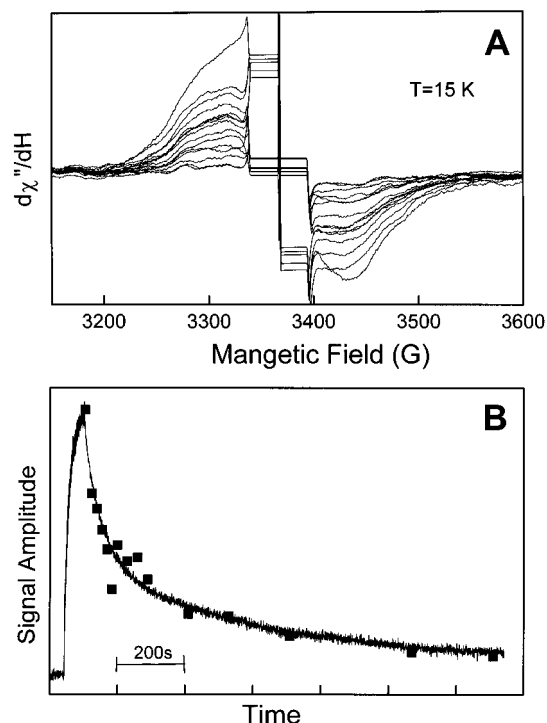 A
T=15 K
dχ"/dH
3200 3300 3400 3500 3600
Mangetic Field (G)
B
Signal Amplitude
200s
Time